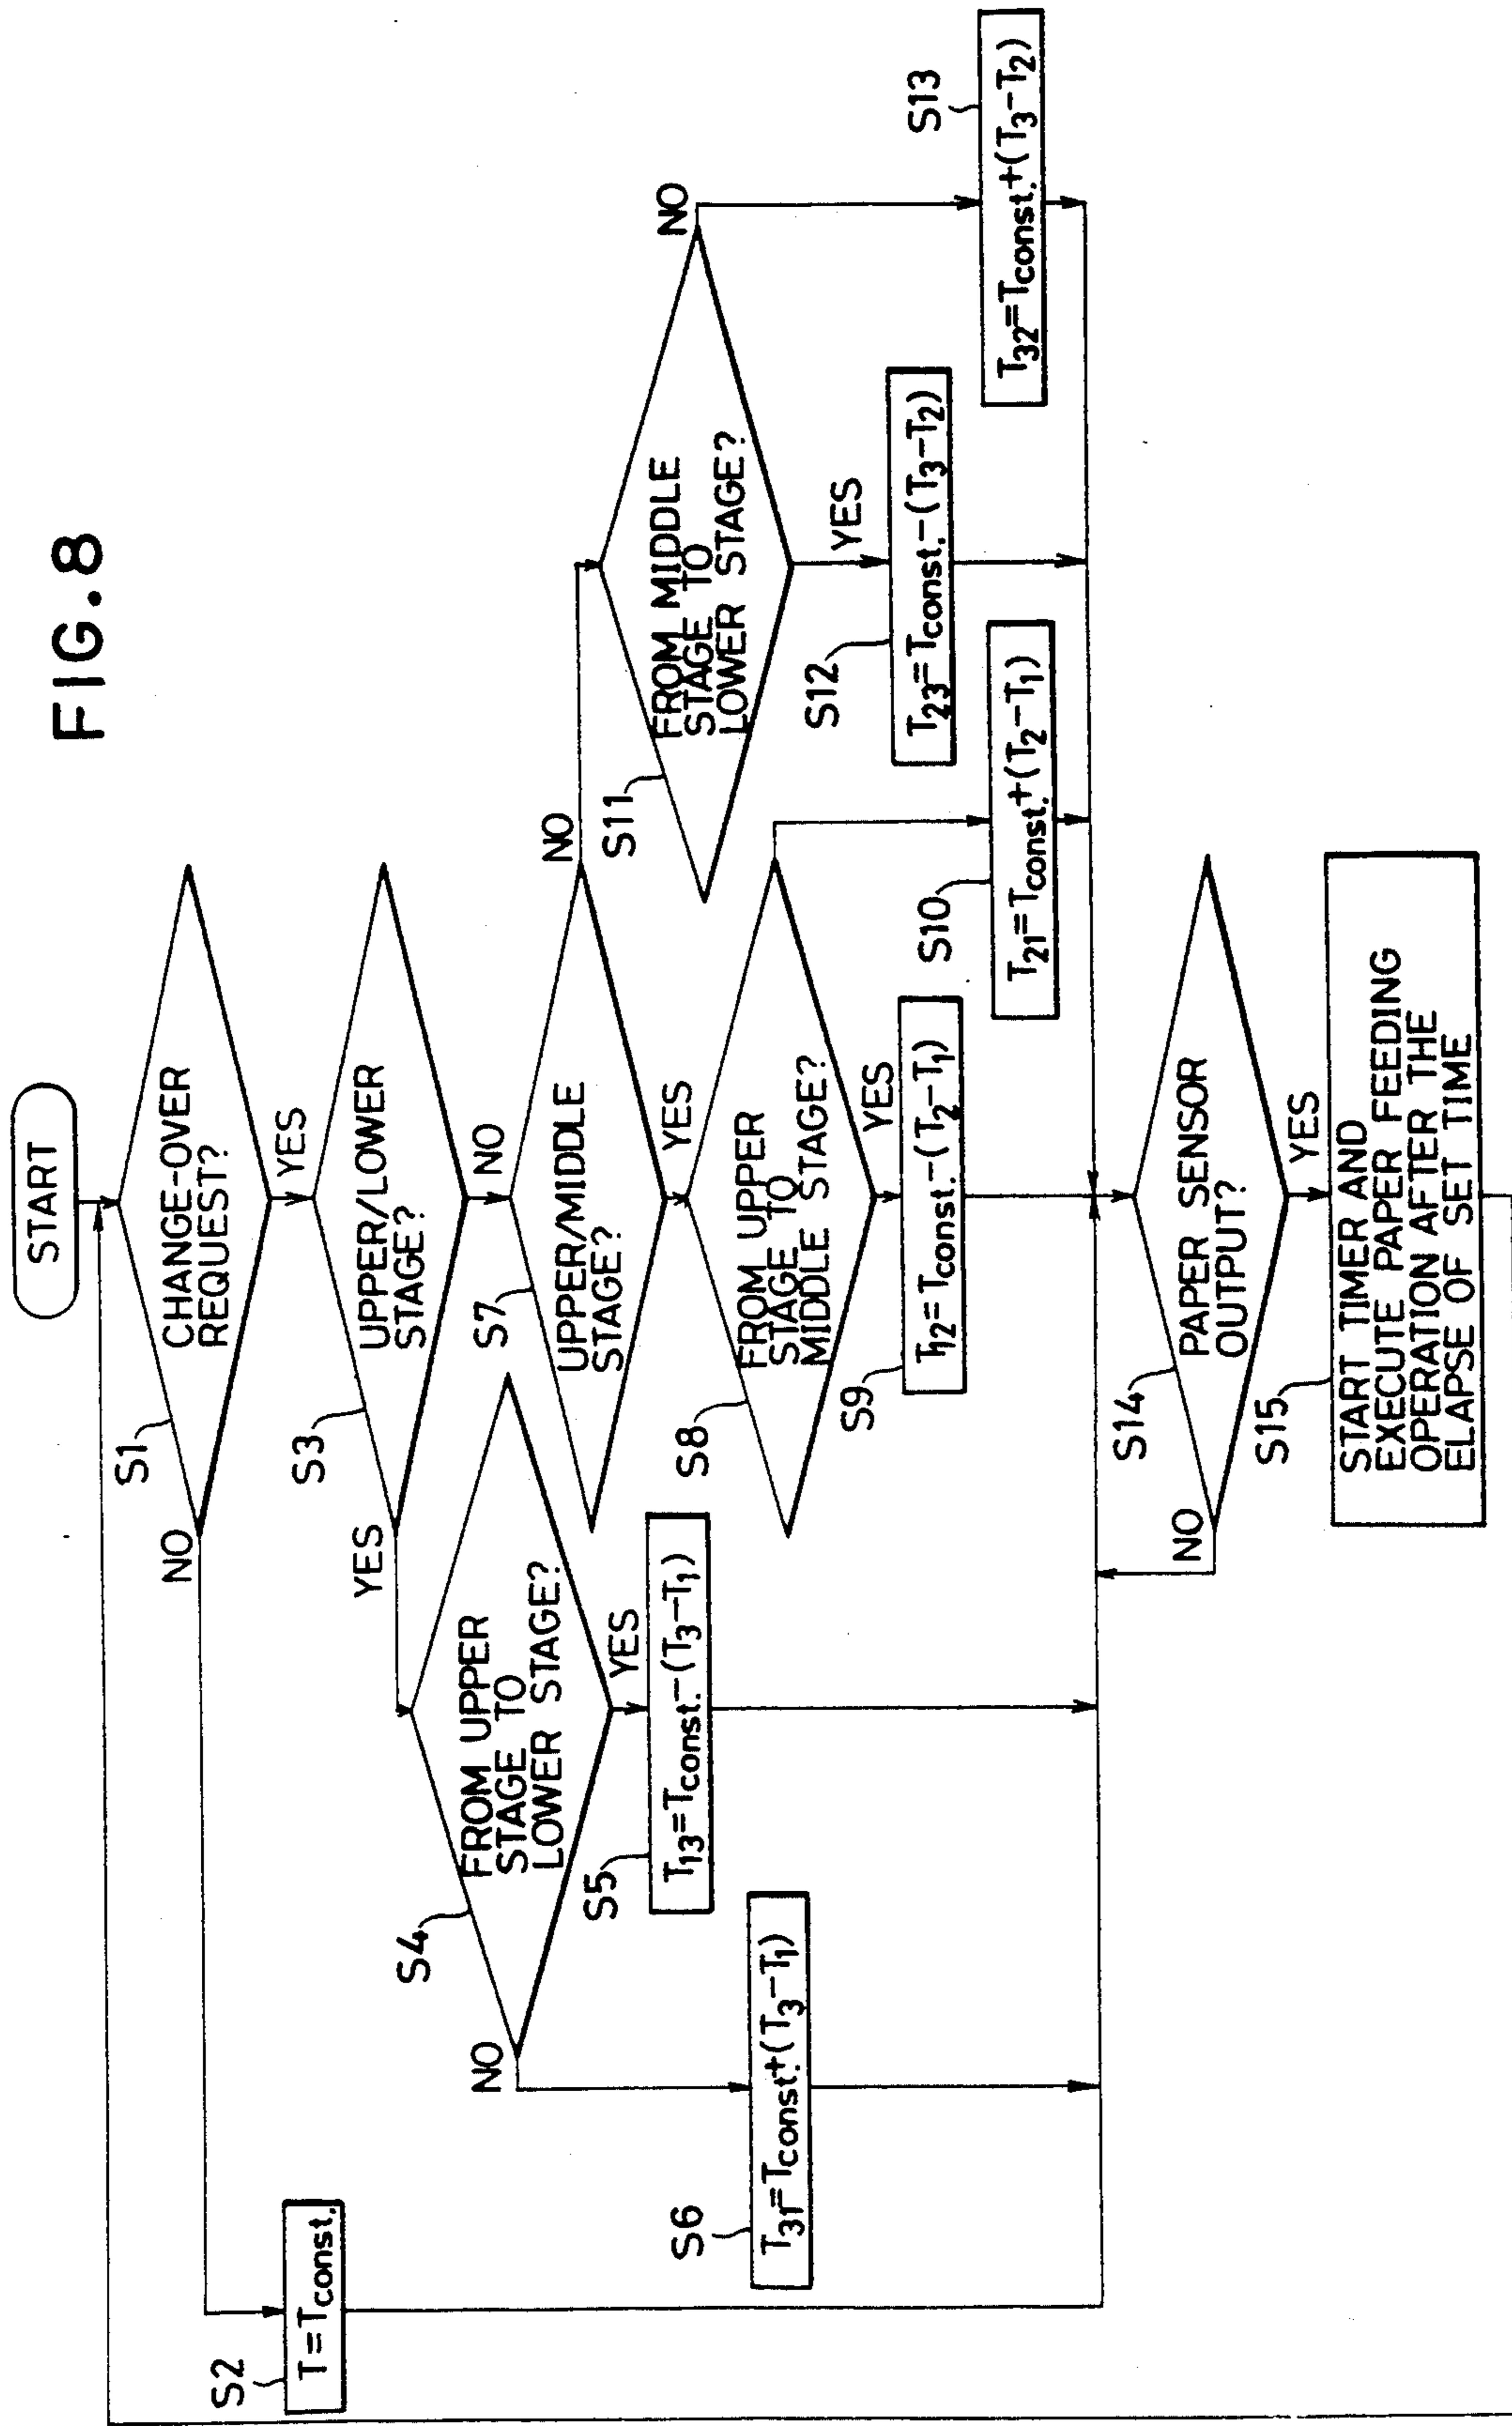 FIG.8
START
S1
CHANGE-OVER
REQUEST?
NO
YES
S2
T=Tconst.
S3
UPPER/LOWER
STAGE?
YES
NO
S4
FROM UPPER
STAGE TO
LOWER STAGE?
NO
YES
S5
T13=Tconst.-(T3-T1)
S6
T31=Tconst.+(T3-T1)
S7
UPPER/MIDDLE
STAGE?
NO
YES
S8
FROM UPPER
STAGE TO
MIDDLE STAGE?
YES
S9
T12=Tconst.-(T2-T1)
S10
T21=Tconst.+(T2-T1)
S11
FROM MIDDLE
STAGE TO
LOWER STAGE?
NO
YES
S12
T23=Tconst.-(T3-T2)
S13
T32=Tconst.+(T3-T2)
S14
PAPER SENSOR
OUTPUT?
NO
YES
S15
START TIMER AND
EXECUTE PAPER FEEDING
OPERATION AFTER THE
ELAPSE OF SET TIME